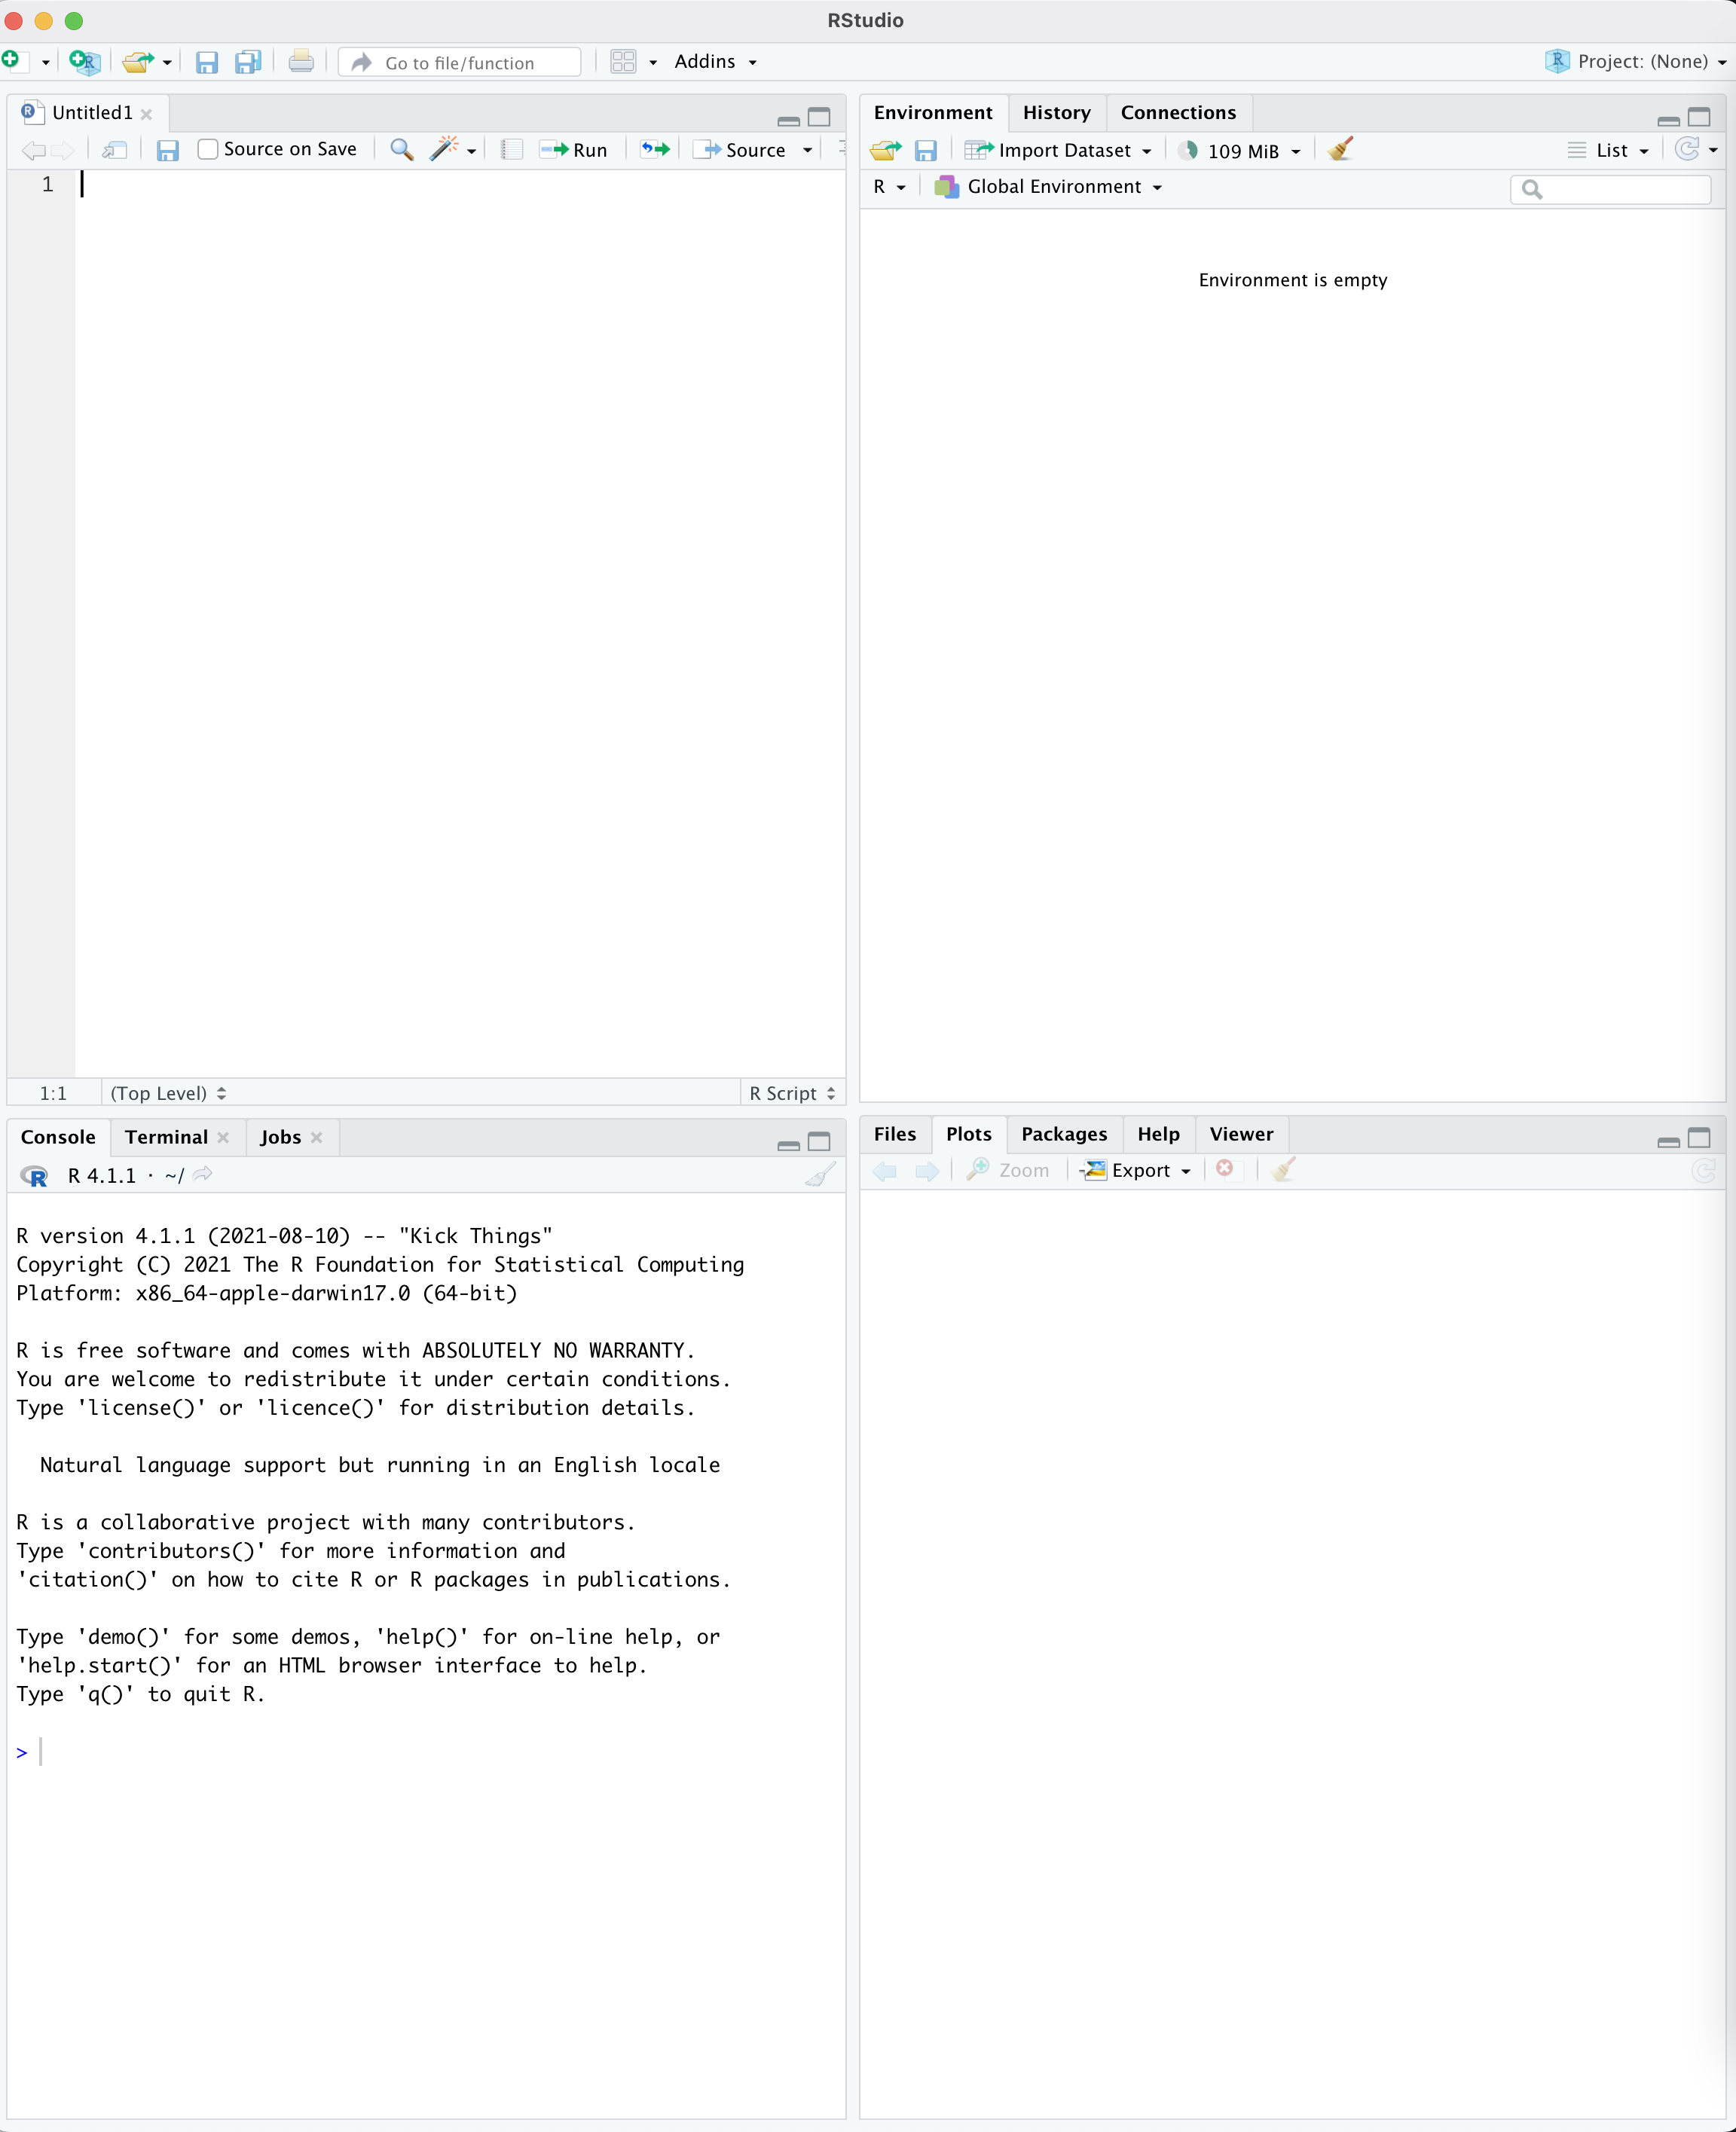 RStudio
Go to file/function
Addins
R Project: (None)
Untitled1
Source on Save
Run
Source
1
1:1 (Top Level)
R Script
Environment History Connections
Import Dataset
109 MiB
List
R Global Environment
Environment is empty
Console Terminal Jobs
R R 4.1.1 · ~/
R version 4.1.1 (2021-08-10) -- "Kick Things"
Copyright (C) 2021 The R Foundation for Statistical Computing
Platform: x86_64-apple-darwin17.0 (64-bit)
R is free software and comes with ABSOLUTELY NO WARRANTY.
You are welcome to redistribute it under certain conditions.
Type 'license()' or 'licence()' for distribution details.
Natural language support but running in an English locale
R is a collaborative project with many contributors.
Type 'contributors()' for more information and
'citation()' on how to cite R or R packages in publications.
Type 'demo()' for some demos, 'help()' for on-line help, or
'help.start()' for an HTML browser interface to help.
Type 'q()' to quit R.
>
Files Plots Packages Help Viewer
Zoom
Export